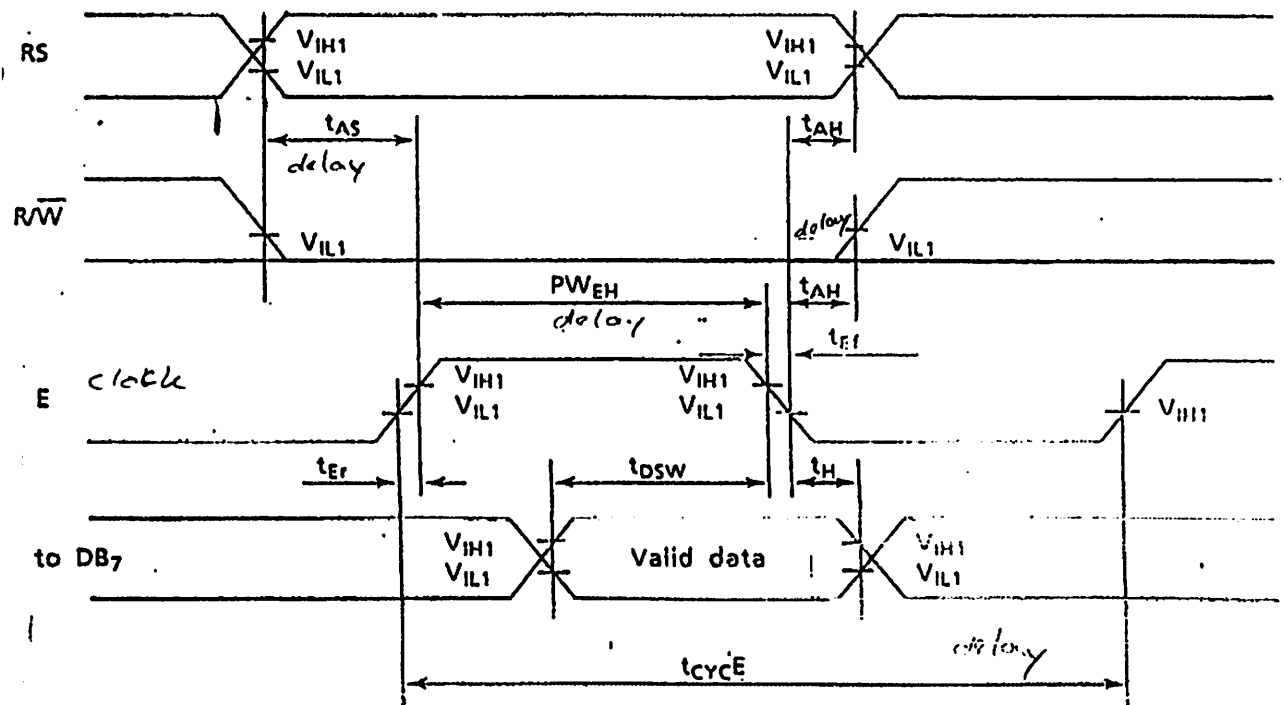 RS
V_IH1 V_IH1
V_IL1 V_IL1
t_AS t_AH
delay
R/W̅
delay
V_IL1 V_IL1
PW_EH t_AH
delay
t_Ef
E clock
V_IH1 V_IH1
V_IL1 V_IL1 V_IH1
t_Er t_DSW t_H
to DB7
V_IH1 Valid data V_IH1
V_IL1 V_IL1
delay
t_CYCE